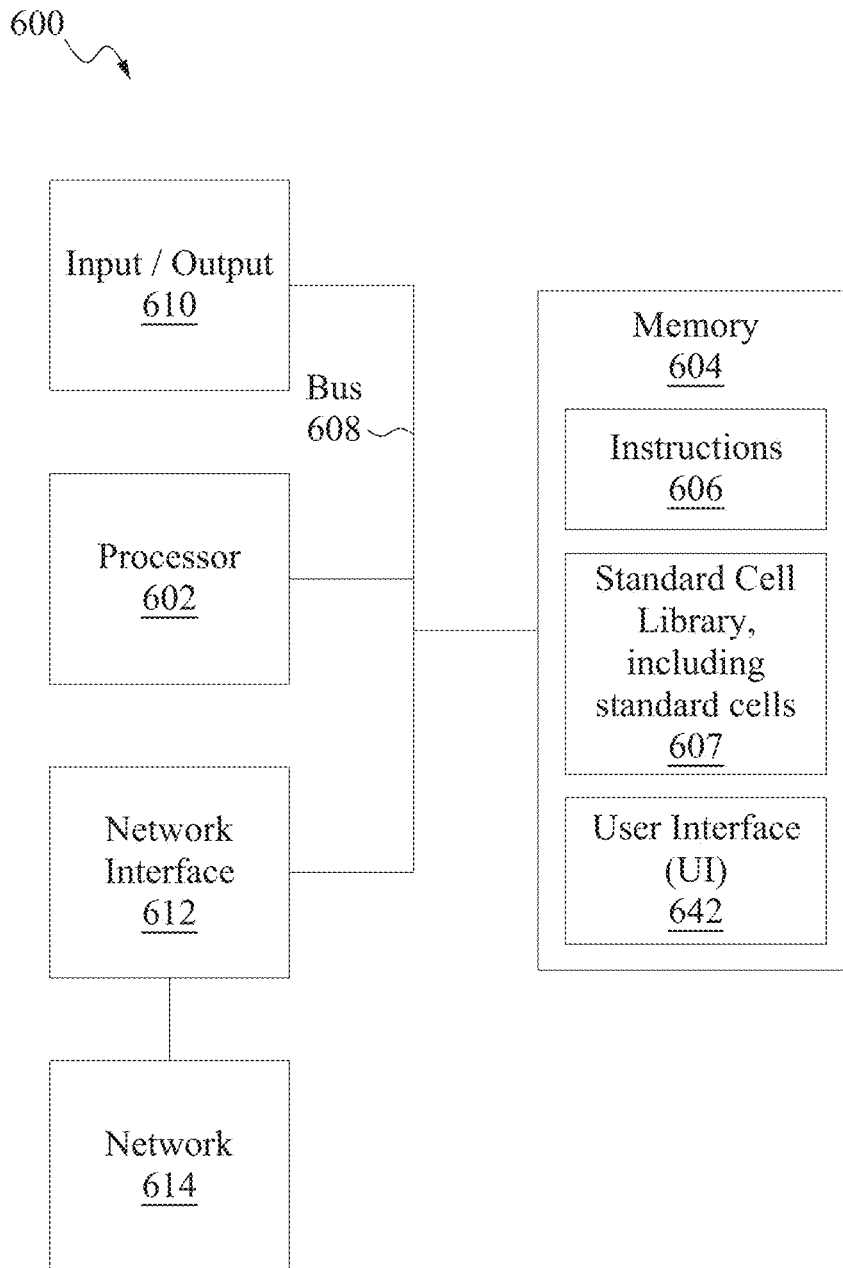 600
Input / Output
610
Bus
608
Processor
602
Network
Interface
612
Network
614
Memory
604
Instructions
606
Standard Cell
Library,
including
standard cells
607
User Interface
(UI)
642